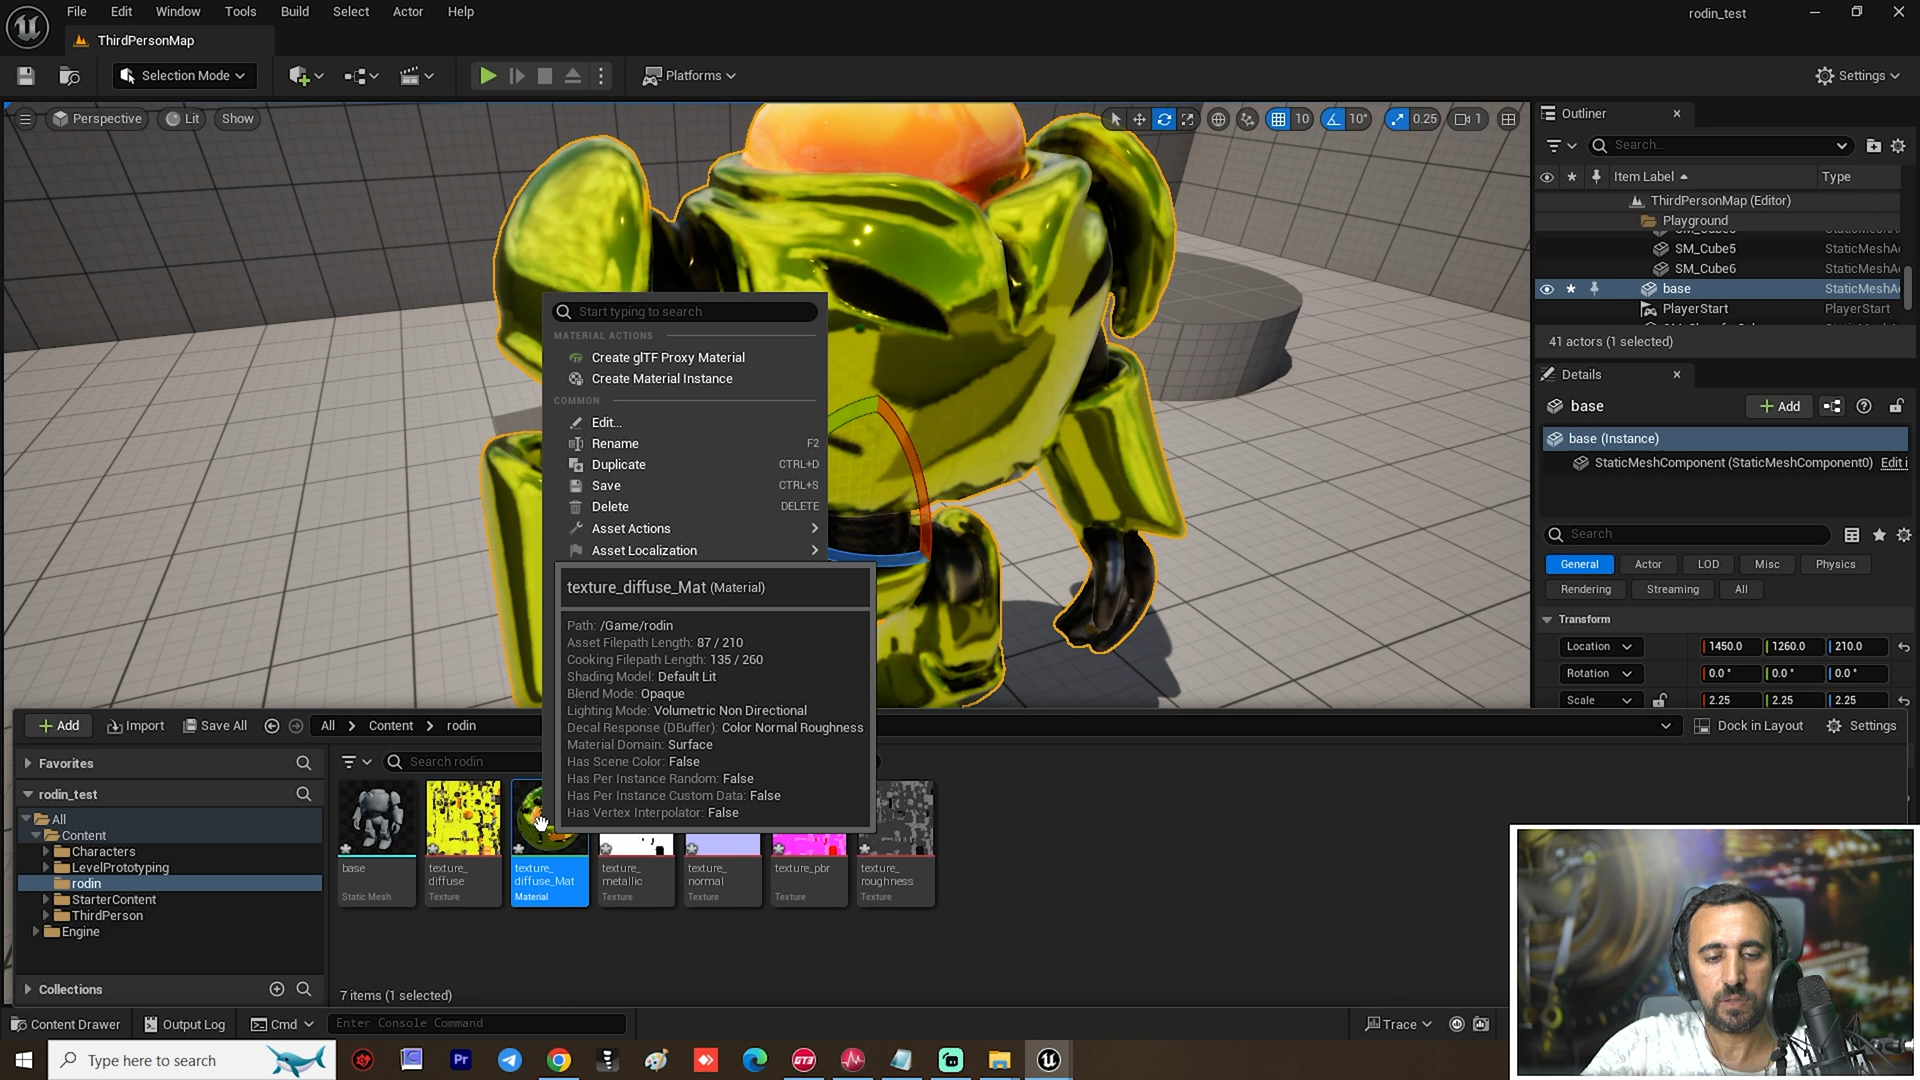 File Edit Window Tools Build Select Actor Help
rodin_test
ThirdPersonMap
Selection Mode
Platforms
Settings
Perspective Lit Show
10 10° 0.25 1
Outliner
Search...
Item Label Type
ThirdPersonMap (Editor)
Playground
SM_Cube5 StaticMeshA
SM_Cube6 StaticMeshA
base StaticMeshA
PlayerStart PlayerStart
41 actors (1 selected)
Details
base
Add
base (Instance)
StaticMeshComponent (StaticMeshComponent0) Edit i
Search
General Actor LOD Misc Physics
Rendering Streaming All
Transform
Location 1450.0 1260.0 210.0
Rotation 0.0° 0.0° 0.0°
Scale 2.25 2.25 2.25
Start typing to search
MATERIAL ACTIONS
Create glTF Proxy Material
Create Material Instance
COMMON
Edit...
Rename F2
Duplicate CTRL+D
Save CTRL+S
Delete DELETE
Asset Actions
Asset Localization
texture_diffuse_Mat (Material)
Path: /Game/rodin
Asset Filepath Length: 87 / 210
Cooking Filepath Length: 135 / 260
Shading Model: Default Lit
Blend Mode: Opaque
Lighting Mode: Volumetric Non Directional
Decal Response (DBuffer): Color Normal Roughness
Material Domain: Surface
Has Scene Color: False
Has Per Instance Random: False
Has Per Instance Custom Data: False
Has Vertex Interpolator: False
Add Import Save All All Content rodin
Dock in Layout Settings
Favorites
rodin_test
All
Content
Characters
LevelPrototyping
rodin
StarterContent
ThirdPerson
Engine
Collections
Search rodin
base
Static Mesh
texture_
diffuse
Texture
texture_
diffuse_Mat
Material
texture_
metallic
Texture
texture_
normal
Texture
texture_pbr
Texture
texture_
roughness
Texture
7 items (1 selected)
Content Drawer Output Log Cmd Enter Console Command
Trace
Type here to search
Pr
GT3